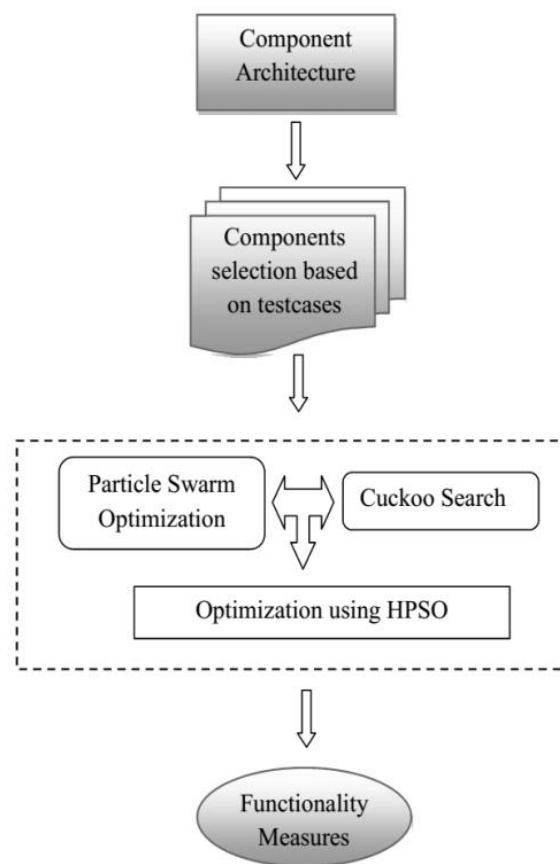 Component
Architecture
Components
selection based
on testcases
Particle Swarm
Optimization
Cuckoo Search
Optimization using HPSO
Functionality
Measures